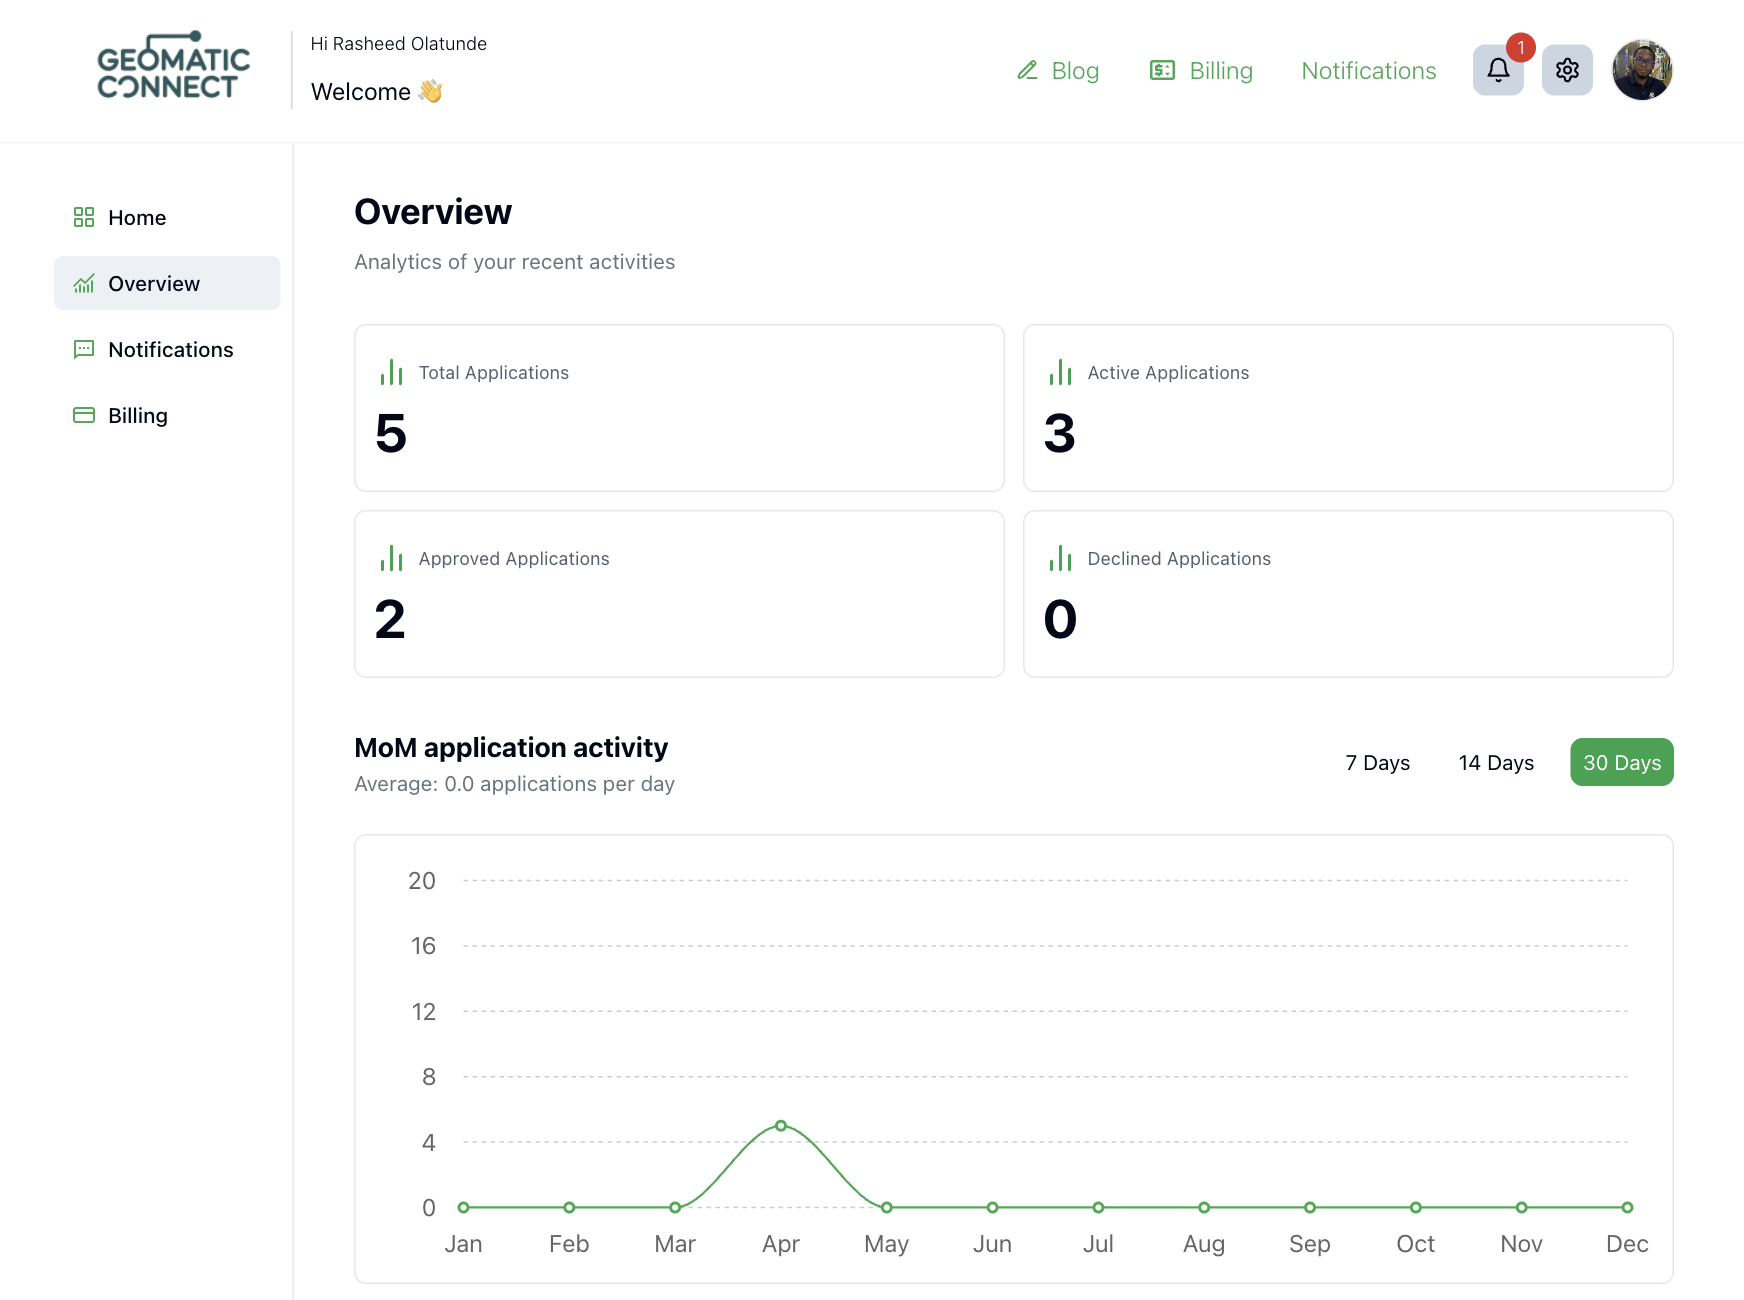 GEOMATIC
CONNECT
Hi Rasheed Olatunde
Welcome 👋
Blog
Billing
Notifications
1
Home
Overview
Notifications
Billing
Overview
Analytics of your recent activities
Total Applications
5
Active Applications
3
Approved Applications
2
Declined Applications
0
MoM application activity
Average: 0.0 applications per day
7 Days
14 Days
30 Days
20
16
12
8
4
0
Jan Feb Mar Apr May Jun Jul Aug Sep Oct Nov Dec